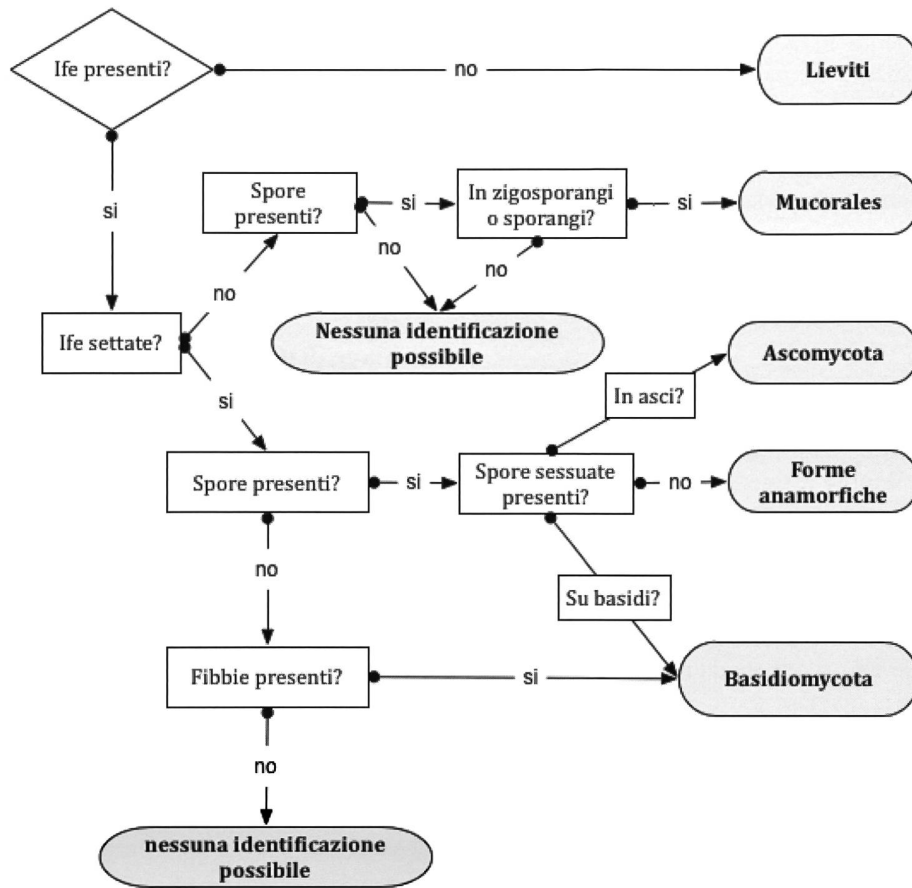 Ife presenti?
no
Lieviti
si
Spore
presenti?
si
In zigosporangi
o sporangi?
si
Mucorales
no
no
no
Ife settate?
Nessuna identificazione
possibile
Ascomycota
In asci?
si
Spore presenti?
si
Spore sessuate
presenti?
no
Forme
anamorfiche
no
Su basidi?
Fibbie presenti?
si
Basidiomycota
no
nessuna identificazione
possibile